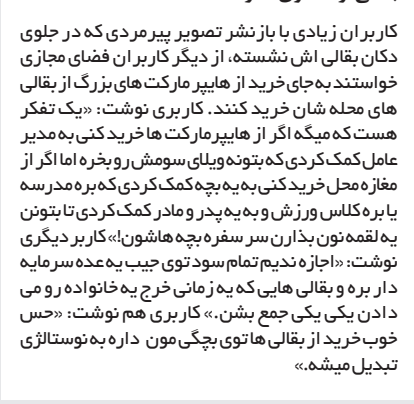 کاربران زیادی با بازنشر تصویر پیرمردی که در جلوی
دکان بقالی اش نشسته، از دیگر کاربران فضای مجازی
خواستند به جای خرید از هایپر مارکت های بزرگ از بقالی
های محله شان خرید کنند. کاربری نوشت: «یک تفکر
هست که میگه اگر از هایپرمارکت ها خرید کنی به مدیر
عامل کمک کردی که بتونه ویلای سومش رو بخره اما اگر از
مغازه محل خرید کنی به یه بچه کمک کردی که بره مدرسه
یا بره کلاس ورزش و به یه پدر و مادر کمک کردی تا بتونن
یه لقمه نون بذارن سر سفره بچه هاشون!» کاربر دیگری
نوشت: «اجازه ندیم تمام سود توی جیب یه عده سرمایه
دار بره و بقالی هایی که یه زمانی خرج یه خانواده رو می
دادن یکی یکی جمع بشن.» کاربری هم نوشت: «حس
خوب خرید از بقالی ها توی بچگی مون داره به نوستالژی
تبدیل میشه.»